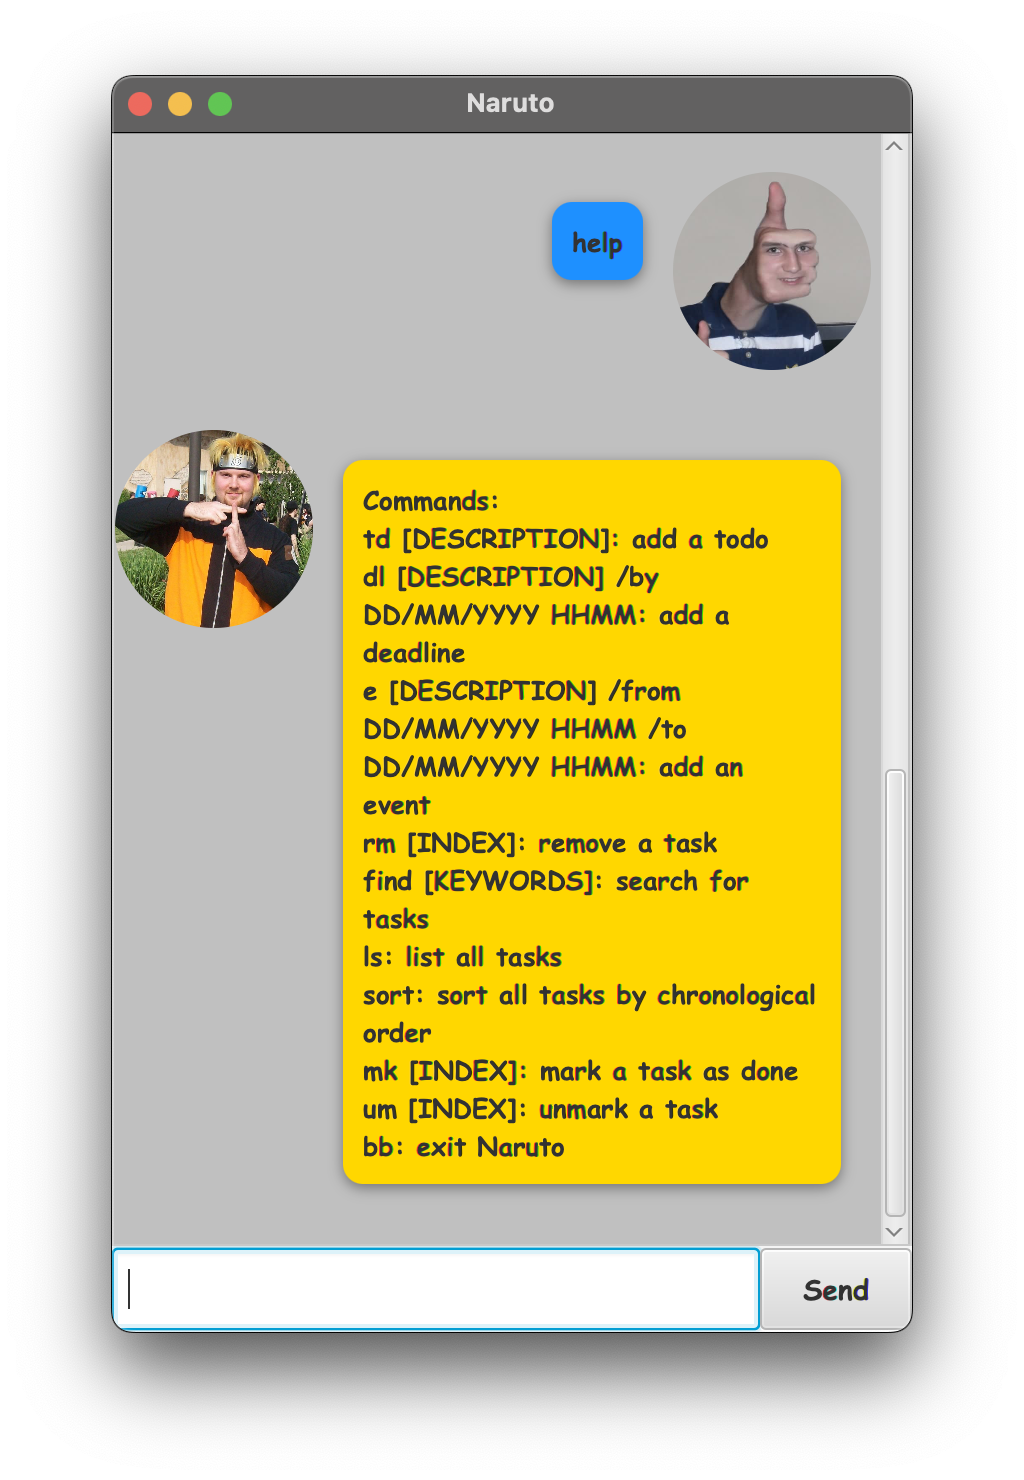 Naruto
help
Commands:
td [DESCRIPTION]: add a todo
dl [DESCRIPTION] /by
DD/MM/YYYY HHMM: add a
deadline
e [DESCRIPTION] /from
DD/MM/YYYY HHMM /to
DD/MM/YYYY HHMM: add an
event
rm [INDEX]: remove a task
find [KEYWORDS]: search for
tasks
ls: list all tasks
sort: sort all tasks by chronological
order
mk [INDEX]: mark a task as done
um [INDEX]: unmark a task
bb: exit Naruto
Send